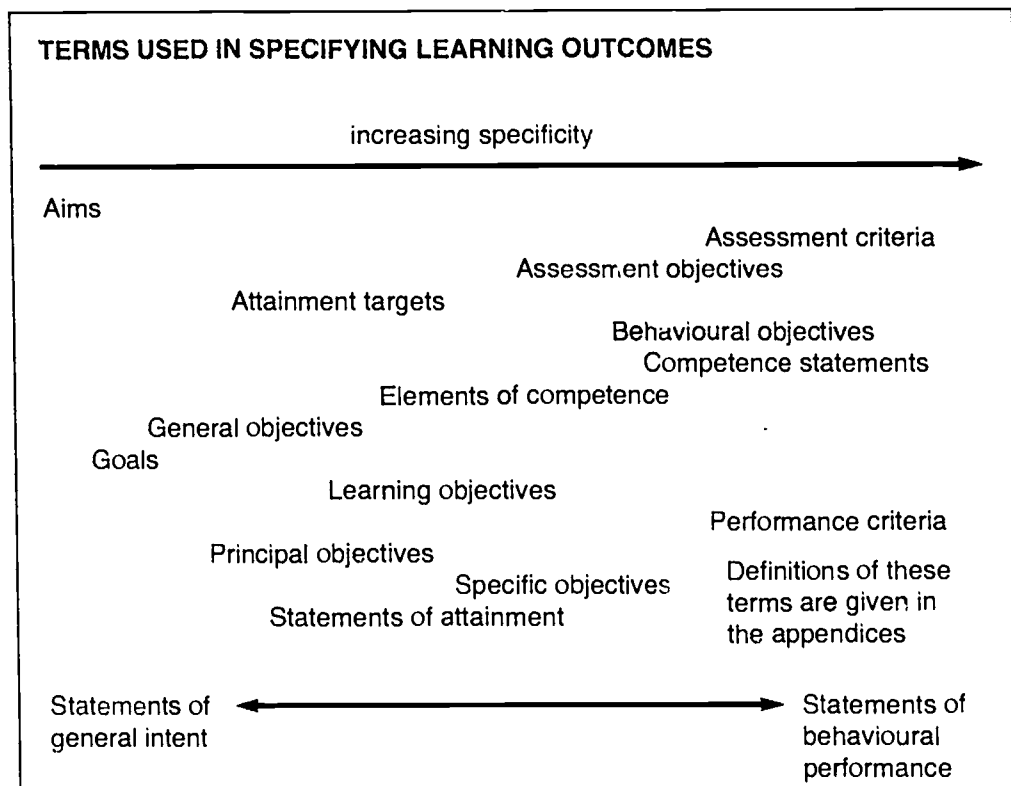 TERMS USED IN SPECIFYING LEARNING OUTCOMES
increasing specificity
Aims
Assessment criteria
Assessment objectives
Attainment targets
Behavioural objectives
Competence statements
Elements of competence
General objectives
Goals
Learning objectives
Performance criteria
Principal objectives
Specific objectives
Statements of attainment
Definitions of these
terms are given in
the appendices
Statements of
general intent
Statements of
behavioural
performance